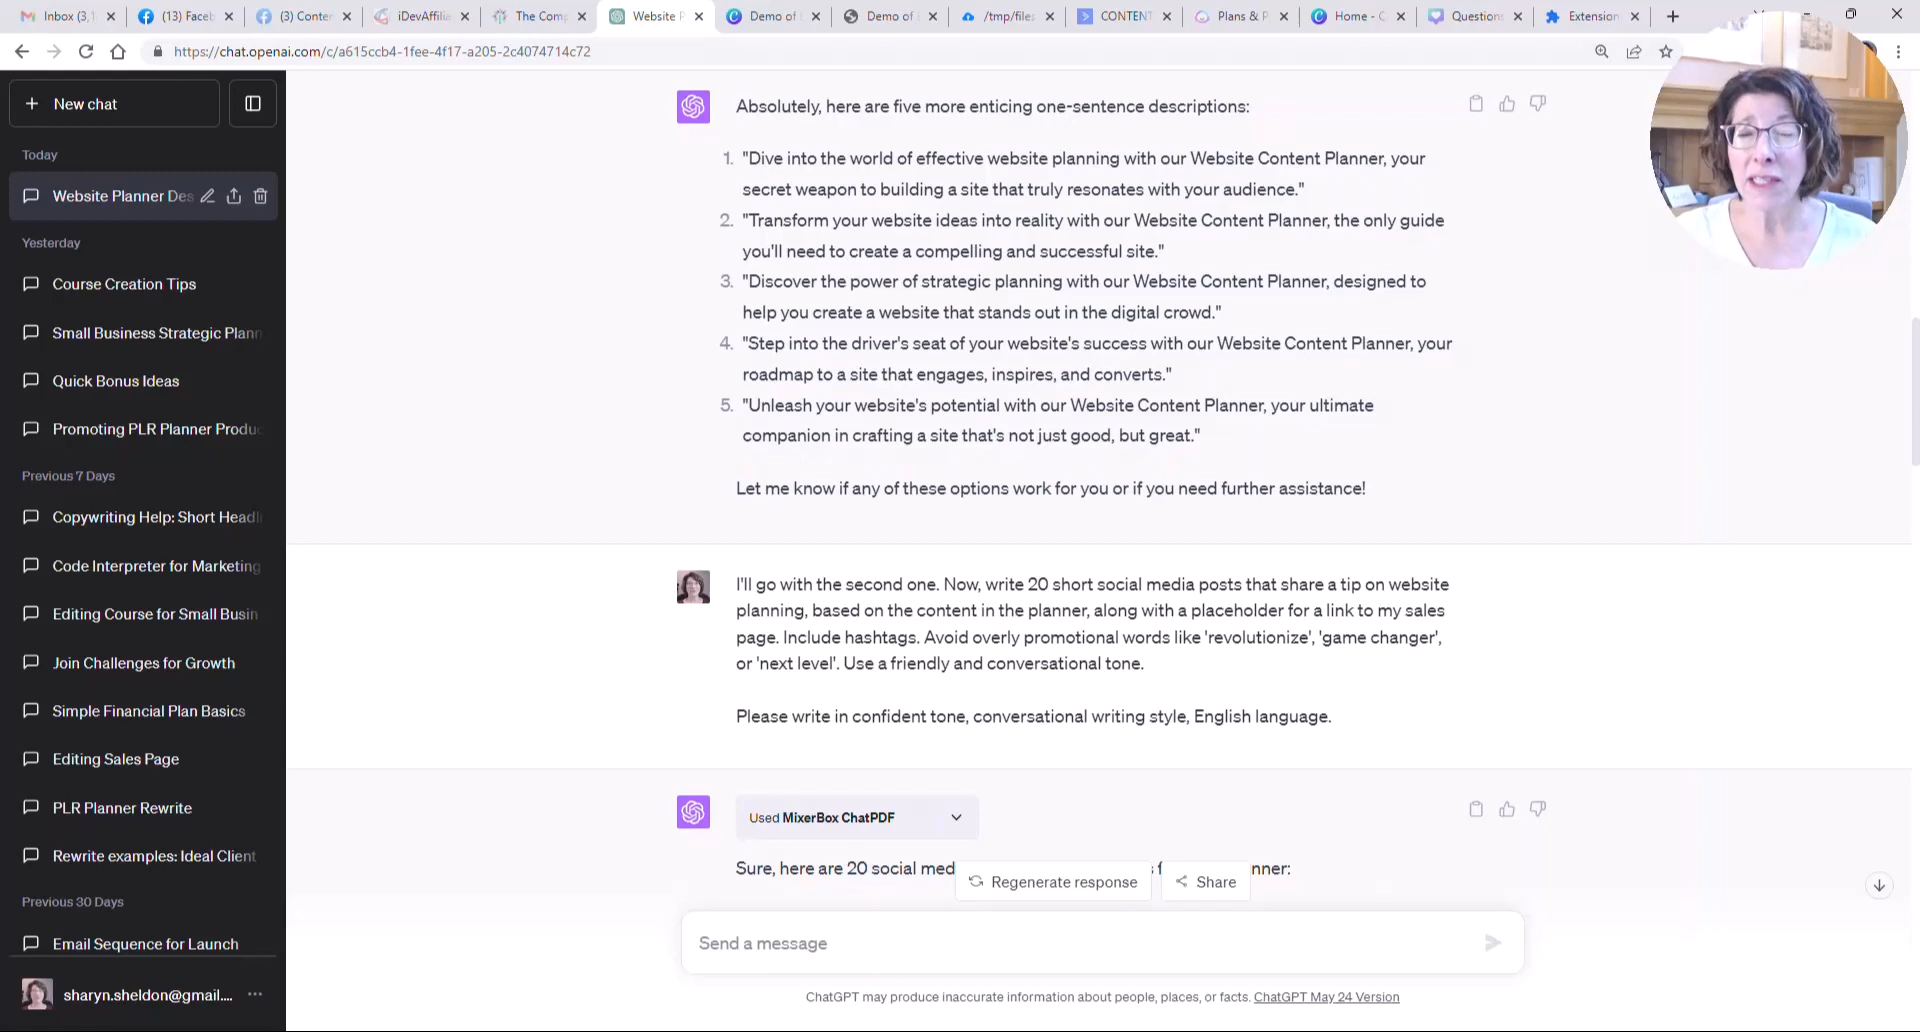 Inbox (3,1
(13) Faceb
(3) Conter
iDevAffilia
The Comp
Website P
Demo of
Demo of
/tmp/files
CONTENT
Plans & P
Home - C
Question
Extension
https://chat.openai.com/c/a615ccb4-1fee-4f17-a205-2c4074714c72
New chat
Today
Website Planner Des
Yesterday
Course Creation Tips
Small Business Strategic Plann
Quick Bonus Ideas
Promoting PLR Planner Produc
Previous 7 Days
Copywriting Help: Short Headl
Code Interpreter for Marketing
Editing Course for Small Busin
Join Challenges for Growth
Simple Financial Plan Basics
Editing Sales Page
PLR Planner Rewrite
Rewrite examples: Ideal Client
Previous 30 Days
Email Sequence for Launch
sharyn.sheldon@gmail....
Absolutely, here are five more enticing one-sentence descriptions:
1. "Dive into the world of effective website planning with our Website Content Planner, your
secret weapon to building a site that truly resonates with your audience."
2. "Transform your website ideas into reality with our Website Content Planner, the only guide
you'll need to create a compelling and successful site."
3. "Discover the power of strategic planning with our Website Content Planner, designed to
help you create a website that stands out in the digital crowd."
4. "Step into the driver's seat of your website's success with our Website Content Planner, your
roadmap to a site that engages, inspires, and converts."
5. "Unleash your website's potential with our Website Content Planner, your ultimate
companion in crafting a site that's not just good, but great."
Let me know if any of these options work for you or if you need further assistance!
I'll go with the second one. Now, write 20 short social media posts that share a tip on website
planning, based on the content in the planner, along with a placeholder for a link to my sales
page. Include hashtags. Avoid overly promotional words like 'revolutionize', 'game changer',
or 'next level'. Use a friendly and conversational tone.
Please write in confident tone, conversational writing style, English language.
Used MixerBox ChatPDF
Sure, here are 20 social med
nner:
Regenerate response
Share
Send a message
ChatGPT may produce inaccurate information about people, places, or facts. ChatGPT May 24 Version